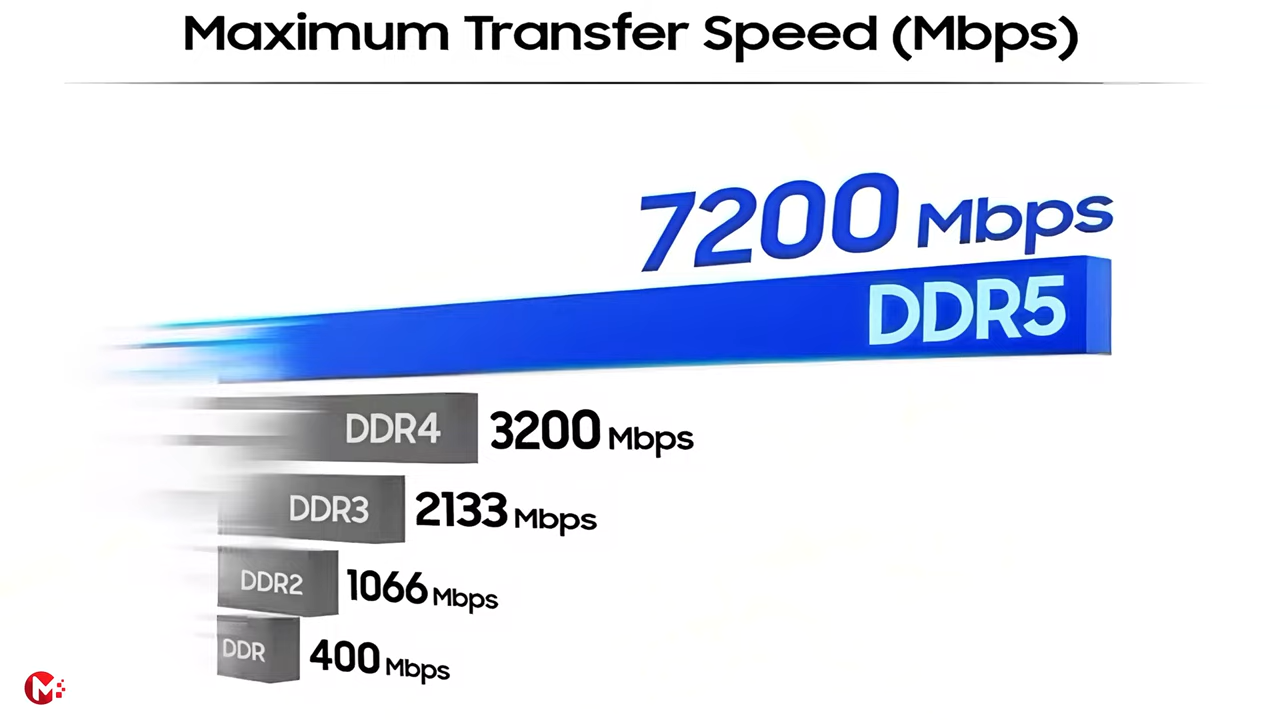 Maximum Transfer Speed (Mbps)
7200 Mbps
DDR5
DDR4 3200 Mbps
DDR3 2133 Mbps
DDR2 1066 Mbps
DDR 400 Mbps
M